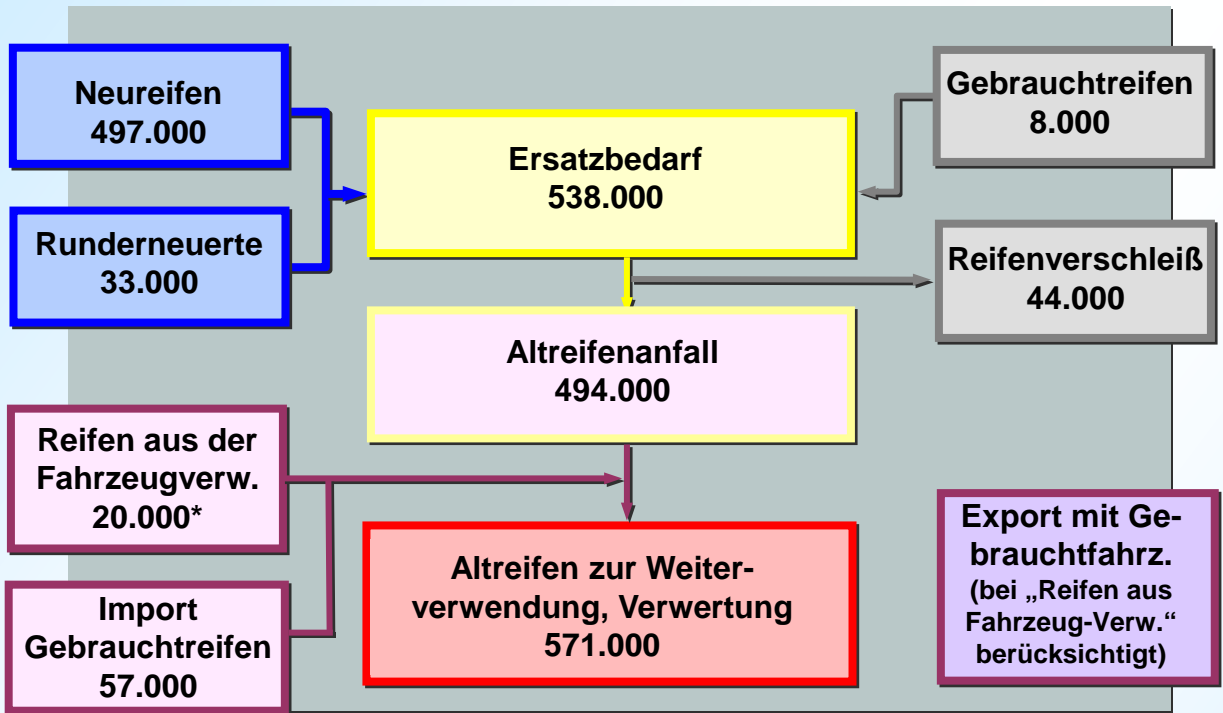 Neureifen
497.000
Runderneuerte
33.000
Ersatzbedarf
538.000
Gebrauchtreifen
8.000
Reifenverschleiß
44.000
Altreifenanfall
494.000
Reifen aus der
Fahrzeugverw.
20.000*
Import
Gebrauchtreifen
57.000
Altreifen zur Weiter-
verwendung, Verwertung
571.000
Export mit Ge-
brauchtfahrz.
(bei „Reifen aus
Fahrzeug-Verw.“
berücksichtigt)